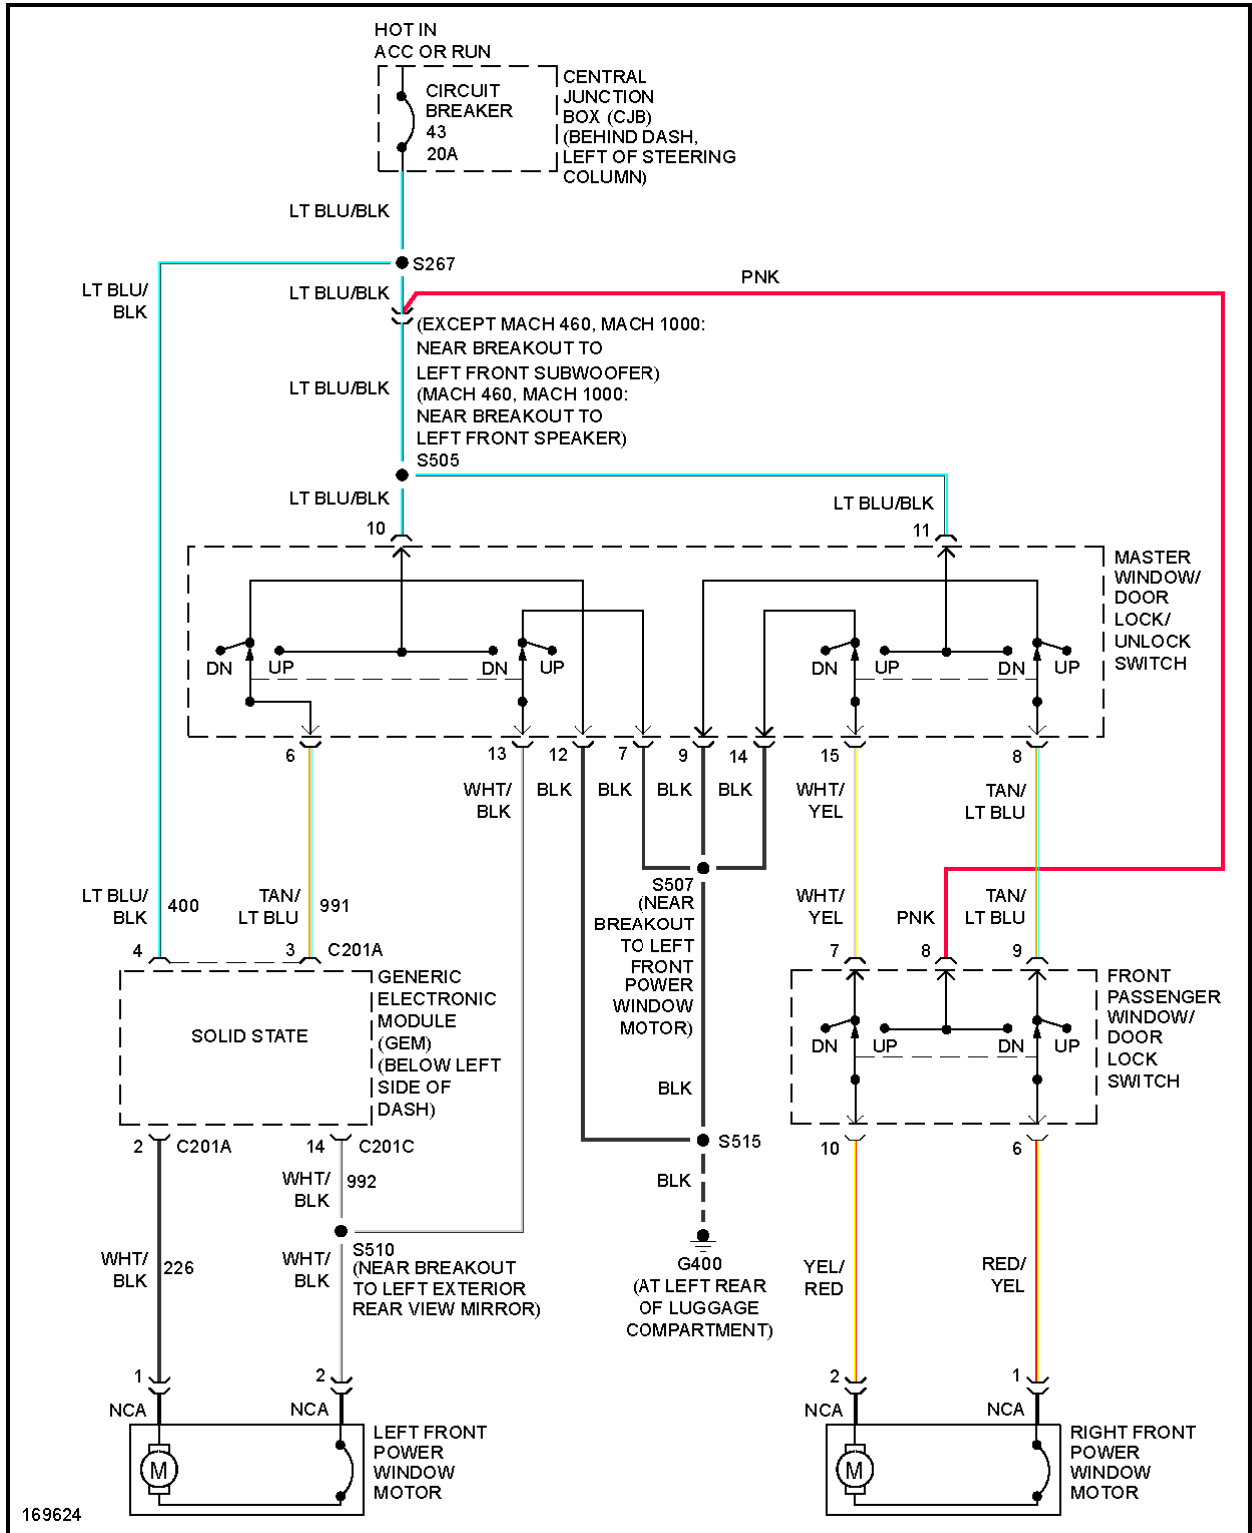 HOT IN
ACC OR RUN
CIRCUIT
BREAKER
43
20A
CENTRAL
JUNCTION
BOX (CJB)
(BEHIND DASH,
LEFT OF STEERING
COLUMN)
LT BLU/BLK
S267
LT BLU/
BLK
LT BLU/BLK
PNK
(EXCEPT MACH 460, MACH 1000:
NEAR BREAKOUT TO
LEFT FRONT SUBWOOFER)
(MACH 460, MACH 1000:
NEAR BREAKOUT TO
LEFT FRONT SPEAKER)
LT BLU/BLK
S505
LT BLU/BLK
LT BLU/BLK
10
11
MASTER
WINDOW/
DOOR
LOCK/
UNLOCK
SWITCH
DN
UP
DN
UP
DN
UP
DN
UP
6
13
12
7
9
14
15
8
WHT/
BLK
BLK
BLK
BLK
BLK
WHT/
YEL
TAN/
LT BLU
LT BLU/
BLK
400
TAN/
LT BLU
991
S507
(NEAR
BREAKOUT
TO LEFT
FRONT
POWER
WINDOW
MOTOR)
WHT/
YEL
PNK
TAN/
LT BLU
4
3
C201A
7
8
9
SOLID STATE
GENERIC
ELECTRONIC
MODULE
(GEM)
(BELOW LEFT
SIDE OF
DASH)
DN
UP
DN
UP
FRONT
PASSENGER
WINDOW/
DOOR
LOCK
SWITCH
BLK
2
C201A
14
C201C
S515
10
6
WHT/
BLK
992
BLK
S510
(NEAR BREAKOUT
TO LEFT EXTERIOR
REAR VIEW MIRROR)
WHT/
BLK
226
WHT/
BLK
G400
(AT LEFT REAR
OF LUGGAGE
COMPARTMENT)
YEL/
RED
RED/
YEL
1
2
2
1
NCA
NCA
NCA
NCA
M
LEFT FRONT
POWER
WINDOW
MOTOR
M
RIGHT FRONT
POWER
WINDOW
MOTOR
169624